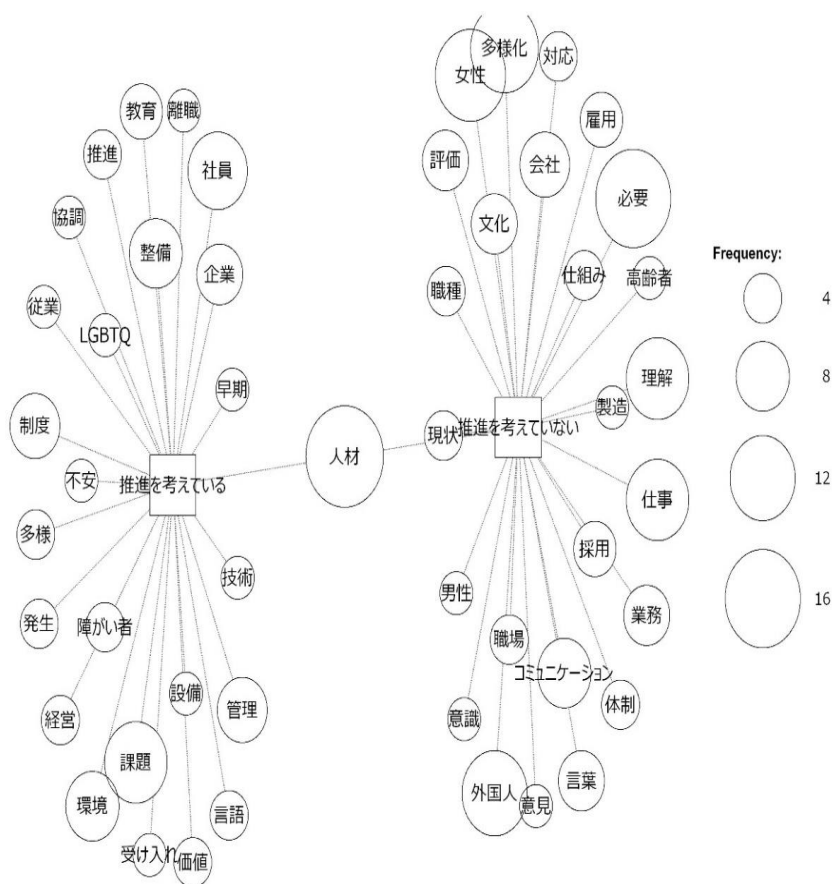 多様化
女性
対応
教育
離職
雇用
推進
社員
評価
会社
必要
協調
整備
文化
企業
仕組み
高齢者
職種
従業
LGBTQ
早期
理解
製造
制度
人材
現状
推進を考えていない
不安
推進を考えている
仕事
多様
採用
技術
男性
業務
発生
障がい者
職場
コミュニケーション
設備
管理
体制
経営
意識
課題
環境
外国人
意見
言葉
言語
受け入れ
価値
Frequency:
4
8
12
16